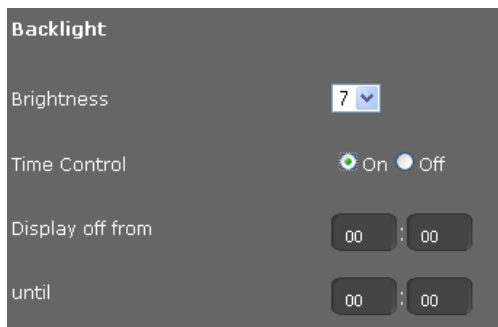 Backlight
Brightness 7
Time Control On Off
Display off from 00 : 00
until 00 : 00